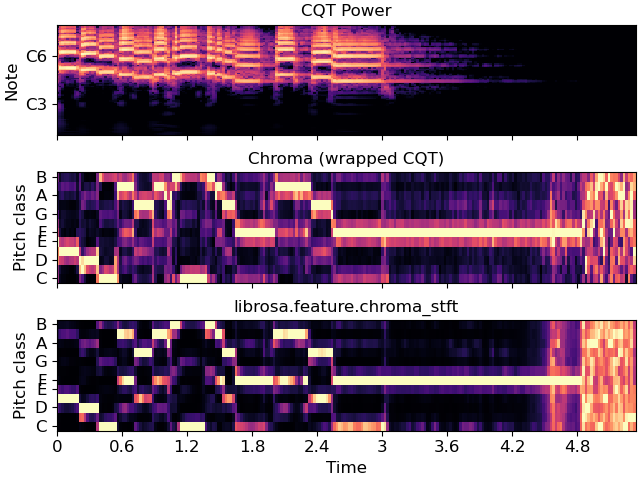 CQT Power
Note
C6
C3
Chroma (wrapped CQT)
Pitch class
B
A
G
F
E
D
C
librosa.feature.chroma_stft
Pitch class
B
A
G
F
E
D
C
0 0.6 1.2 1.8 2.4 3 3.6 4.2 4.8
Time